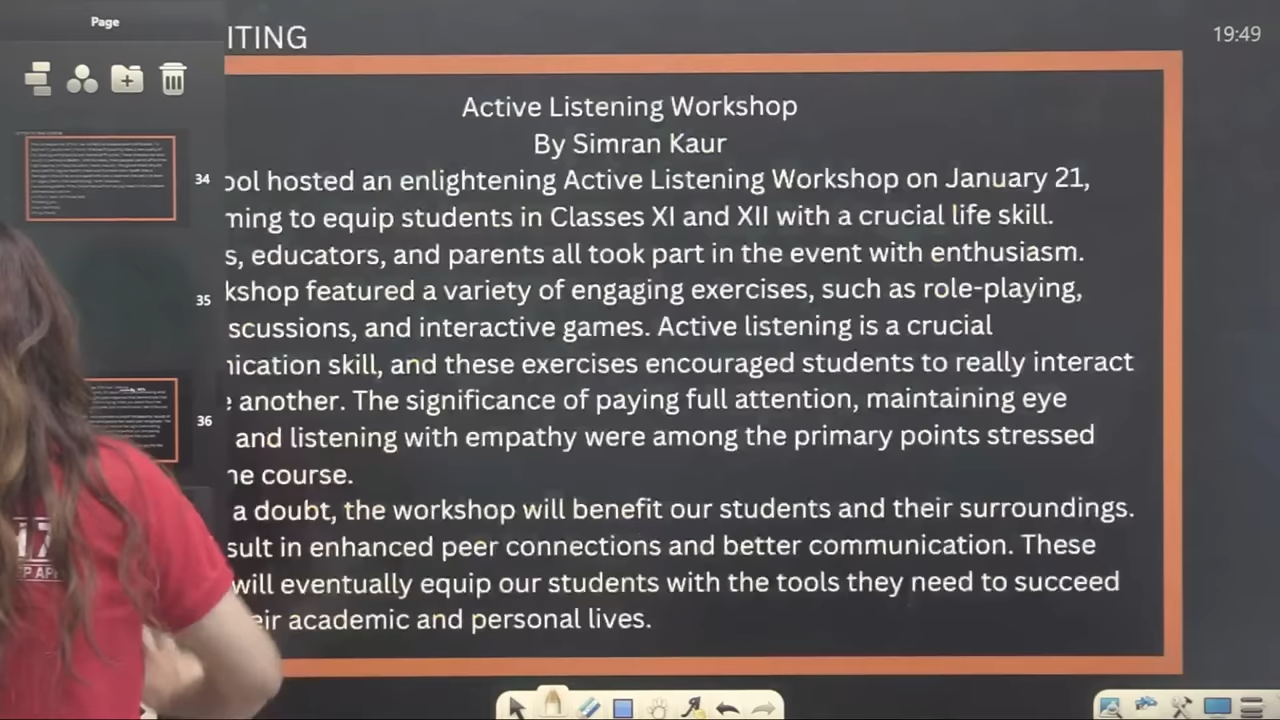 Page
ITING
19:49
Active Listening Workshop
By Simran Kaur
34
ool hosted an enlightening Active Listening Workshop on January 21,
ming to equip students in Classes XI and XII with a crucial life skill.
s, educators, and parents all took part in the event with enthusiasm.
35
kshop featured a variety of engaging exercises, such as role-playing,
scussions, and interactive games. Active listening is a crucial
nication skill, and these exercises encouraged students to really interact
e another. The significance of paying full attention, maintaining eye
36
and listening with empathy were among the primary points stressed
he course.
a doubt, the workshop will benefit our students and their surroundings.
sult in enhanced peer connections and better communication. These
will eventually equip our students with the tools they need to succeed
eir academic and personal lives.